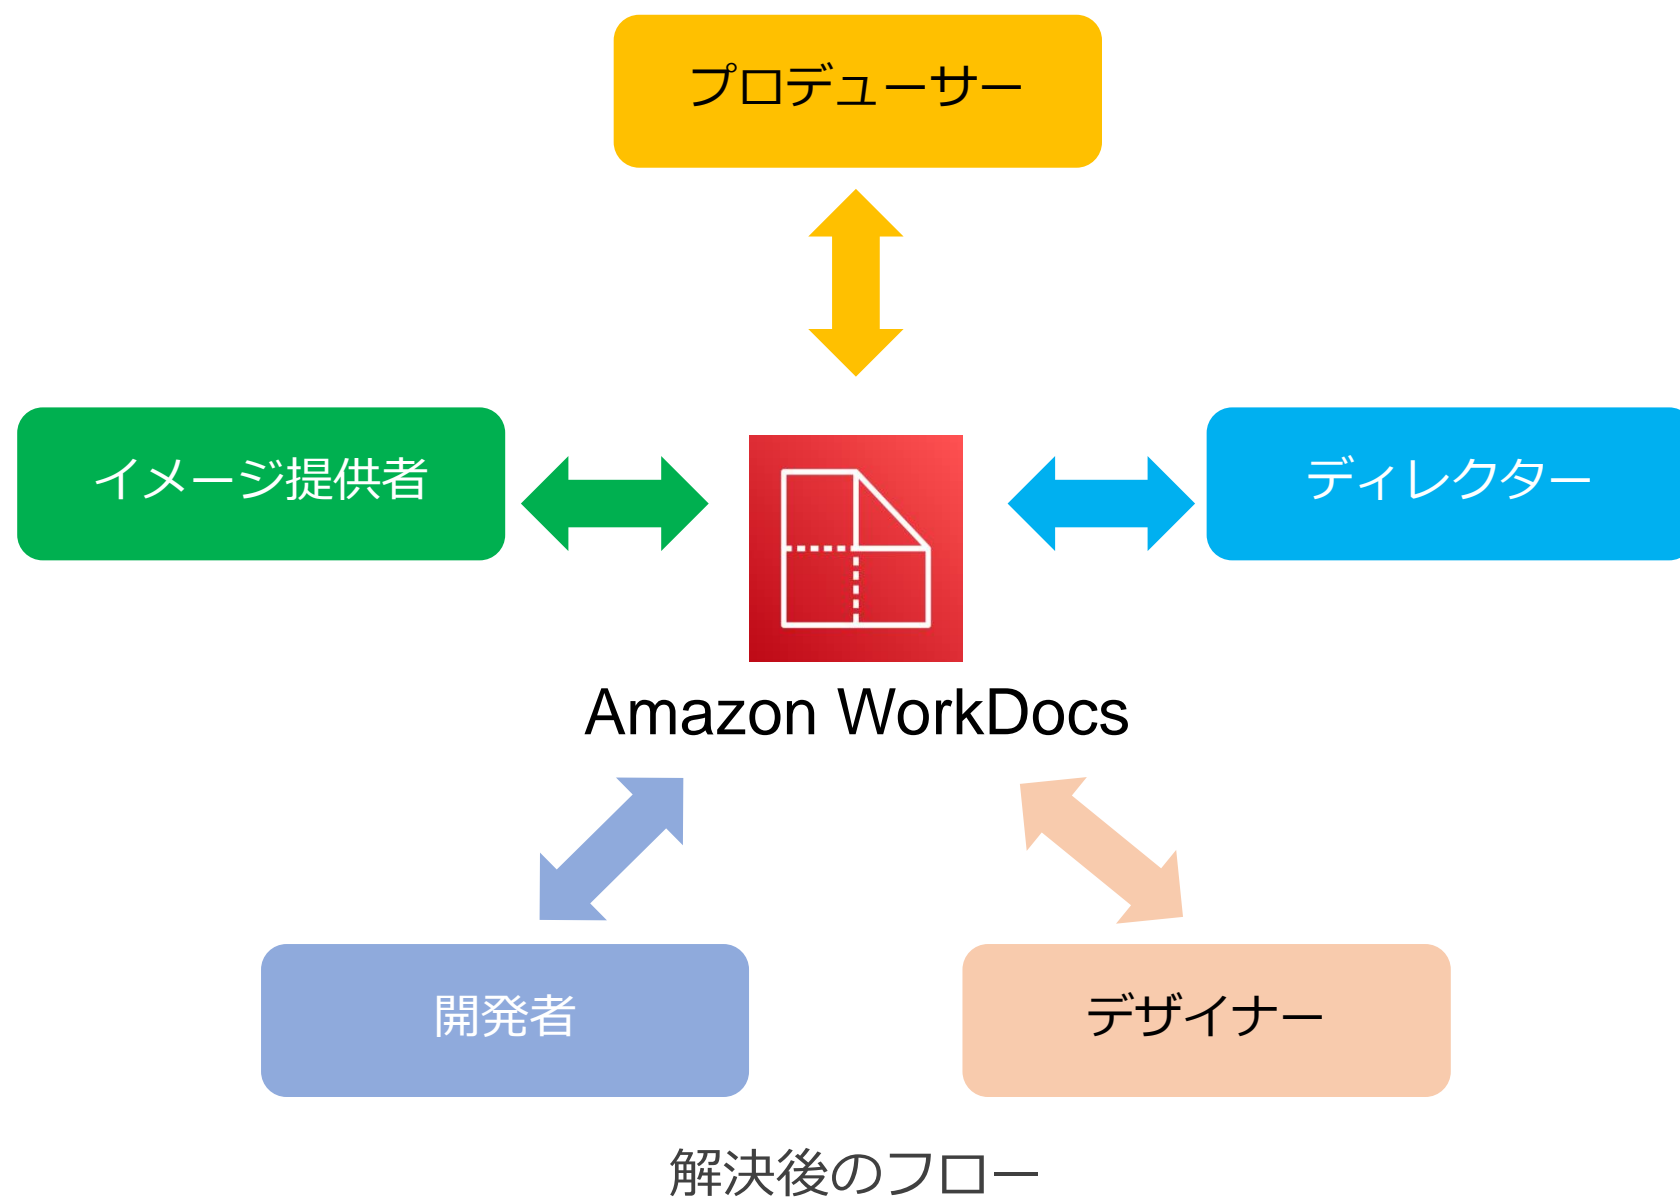 プロデューサー
イメージ提供者
ディレクター
Amazon WorkDocs
開発者
デザイナー
解決後のフロー